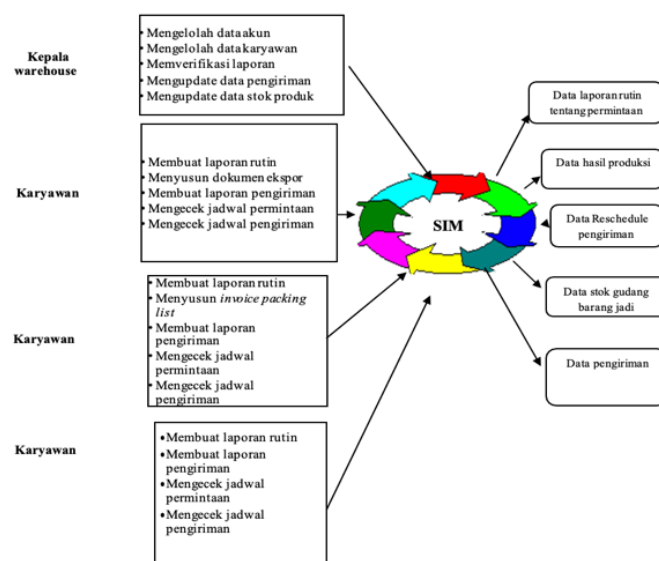 Kepala
warehouse
• Mengelolah data akun
• Mengelolah data karyawan
• Memverifikasi laporan
• Mengupdate data pengiriman
• Mengupdate data stok produk
Karyawan
• Membuat laporan rutin
• Menyusun dokumen ekspor
• Membuat laporan pengiriman
• Mengecek jadwal permintaan
• Mengecek jadwal pengiriman
Karyawan
• Membuat laporan rutin
• Menyusun invoice packing
list
• Membuat laporan
pengiriman
• Mengecek jadwal
permintaan
• Mengecek jadwal
pengiriman
Karyawan
• Membuat laporan rutin
• Membuat laporan
pengiriman
• Mengecek jadwal
permintaan
• Mengecek jadwal
pengiriman
SIM
Data laporan rutin
tentang permintaan
Data hasil produksi
Data Reschedule
pengiriman
Data stok gudang
barang jadi
Data pengiriman